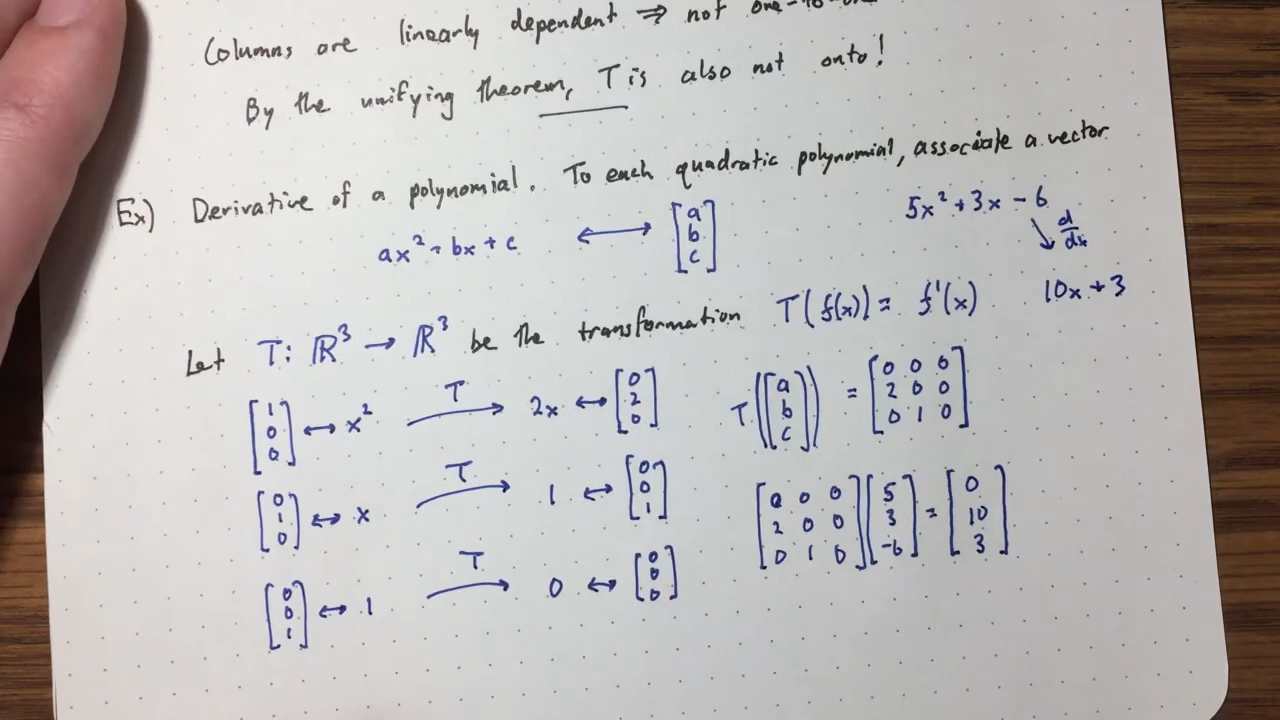 Columns are linearly dependent ⇒ not one-to-one
By the unifying theorem, T is also not onto!
Ex) Derivative of a polynomial. To each quadratic polynomial, associate a vector
ax² + bx + c ↔ [a b c]
5x² + 3x - 6
d/dx
10x + 3
Let T: ℝ³ → ℝ³ be the transformation T(f(x)) = f'(x)
[1 0 0] ↔ x² T → 2x ↔ [0 2 0]
[0 1 0] ↔ x T → 1 ↔ [0 0 1]
[0 0 1] ↔ 1 T → 0 ↔ [0 0 0]
T([a b c]) = [0 0 0; 2 0 0; 0 1 0]
[0 0 0; 2 0 0; 0 1 0] [5 3 -6] = [0 10 3]